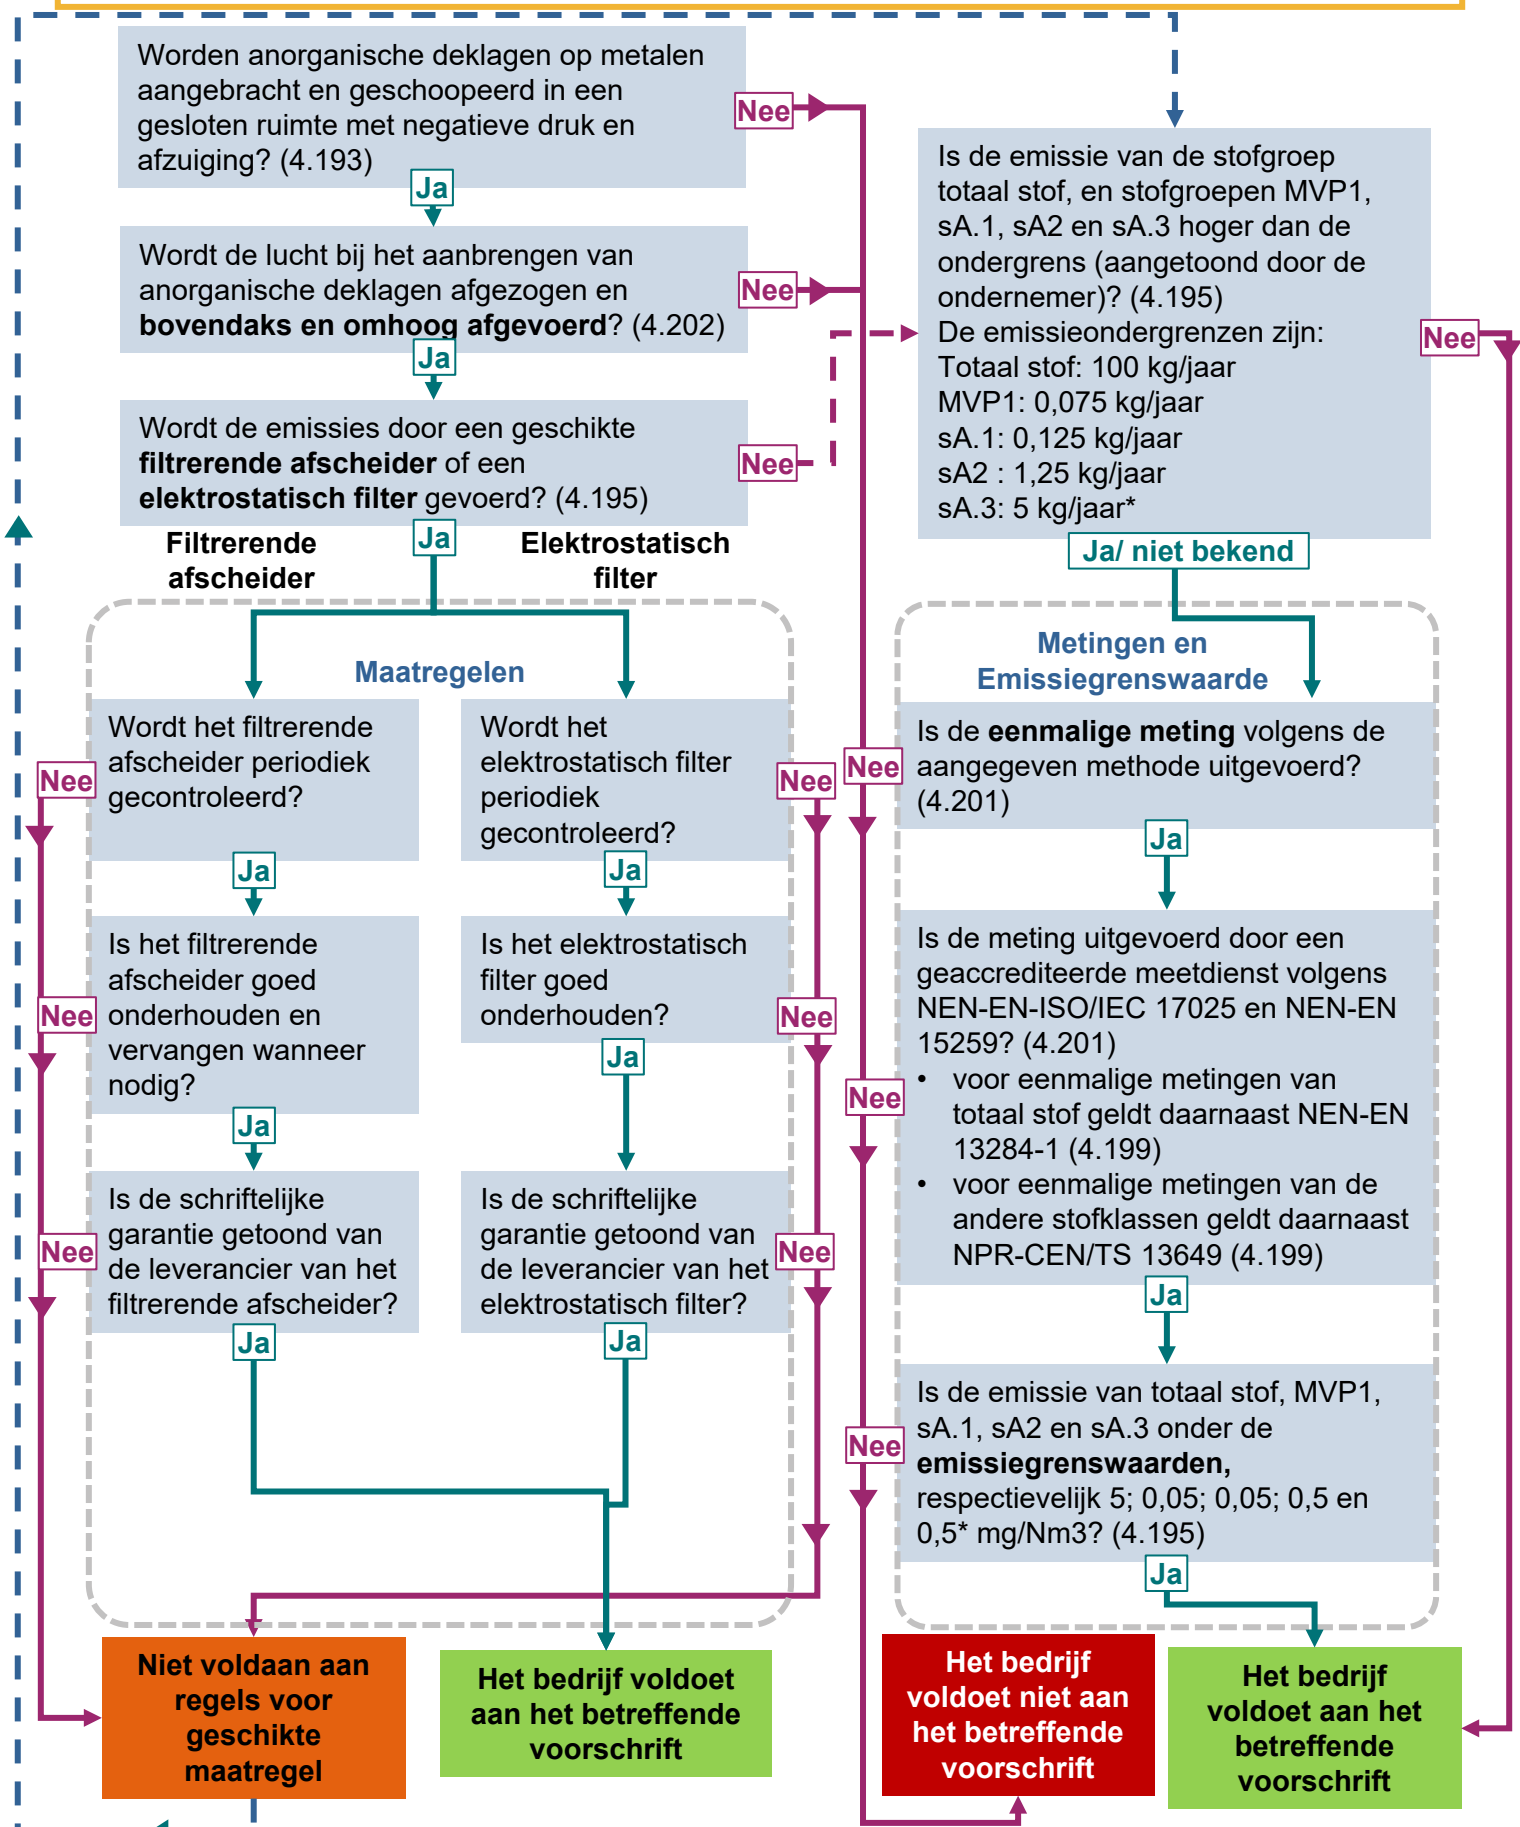 Worden anorganische deklagen op metalen
aangebracht en geschoopeerd in een
gesloten ruimte met negatieve druk en
afzuiging? (4.193)
Nee
Ja
Wordt de lucht bij het aanbrengen van
anorganische deklagen afgezogen en
bovendaks en omhoog afgevoerd? (4.202)
Nee
Ja
Wordt de emissies door een geschikte
filtrerende afscheider of een
elektrostatisch filter gevoerd? (4.195)
Nee
Ja
Filtrerende
afscheider
Elektrostatisch
filter
Maatregelen
Wordt het filtrerende
afscheider periodiek
gecontroleerd?
Nee
Ja
Is het filtrerende
afscheider goed
onderhouden en
vervangen wanneer
nodig?
Nee
Ja
Is de schriftelijke
garantie getoond van
de leverancier van het
filtrerende afscheider?
Nee
Ja
Wordt het
elektrostatisch filter
periodiek
gecontroleerd?
Nee
Ja
Is het elektrostatisch
filter goed
onderhouden?
Nee
Ja
Is de schriftelijke
garantie getoond van
de leverancier van het
elektrostatisch filter?
Nee
Ja
Is de emissie van de stofgroep
totaal stof, en stofgroepen MVP1,
sA.1, sA2 en sA.3 hoger dan de
ondergrens (aangetoond door de
ondernemer)? (4.195)
De emissieondergrenzen zijn:
Totaal stof: 100 kg/jaar
MVP1: 0,075 kg/jaar
sA.1: 0,125 kg/jaar
sA2 : 1,25 kg/jaar
sA.3: 5 kg/jaar*
Nee
Ja/ niet bekend
Metingen en
Emissiegrenswaarde
Is de eenmalige meting volgens de
aangegeven methode uitgevoerd?
(4.201)
Nee
Ja
Is de meting uitgevoerd door een
geaccrediteerde meetdienst volgens
NEN-EN-ISO/IEC 17025 en NEN-EN
15259? (4.201)
• voor eenmalige metingen van
totaal stof geldt daarnaast NEN-EN
13284-1 (4.199)
• voor eenmalige metingen van de
andere stofklassen geldt daarnaast
NPR-CEN/TS 13649 (4.199)
Nee
Ja
Is de emissie van totaal stof, MVP1,
sA.1, sA2 en sA.3 onder de
emissiegrenswaarden,
respectievelijk 5; 0,05; 0,05; 0,5 en
0,5* mg/Nm3? (4.195)
Nee
Ja
Niet voldaan aan
regels voor
geschikte
maatregel
Het bedrijf voldoet
aan het betreffende
voorschrift
Het bedrijf
voldoet niet aan
het betreffende
voorschrift
Het bedrijf
voldoet aan het
betreffende
voorschrift